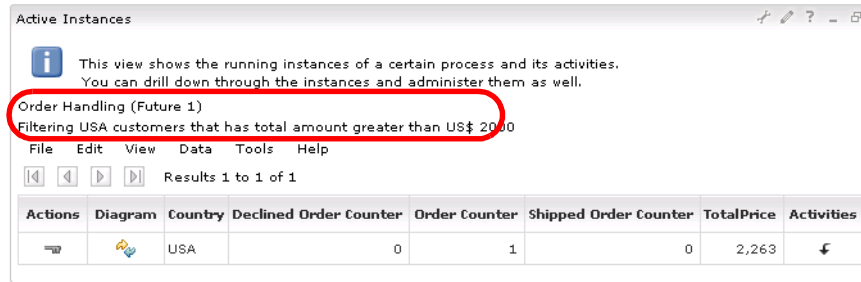 Active Instances
This view shows the running instances of a certain process and its activities.
You can drill down through the instances and administer them as well.
Order Handling (Future 1)
Filtering USA customers that has total amount greater than US$ 2000
File Edit View Data Tools Help
Results 1 to 1 of 1
Actions Diagram Country Declined Order Counter Order Counter Shipped Order Counter TotalPrice Activities
USA 0 1 0 2,263